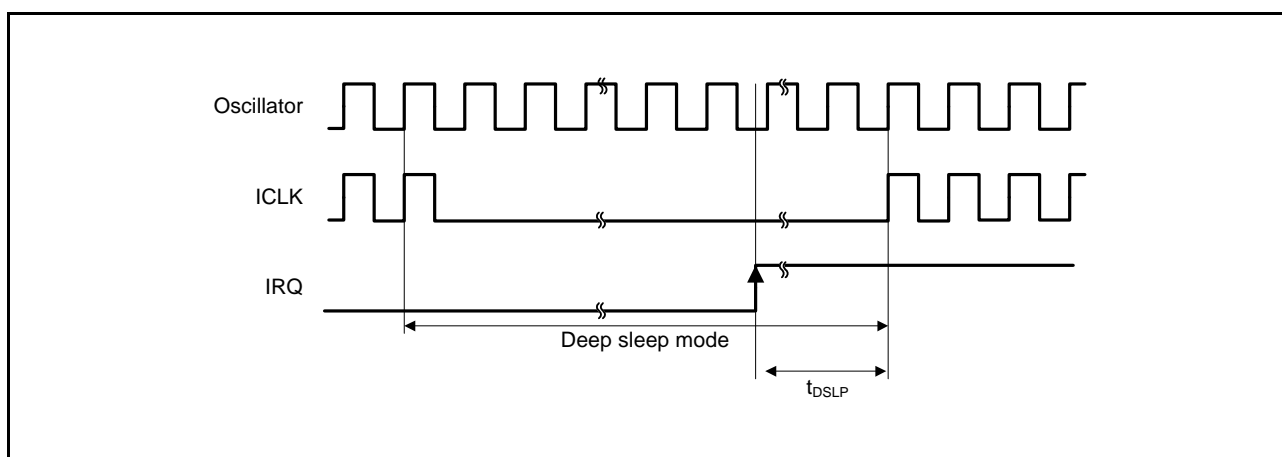 Oscillator
ICLK
IRQ
Deep sleep mode
tDSLP